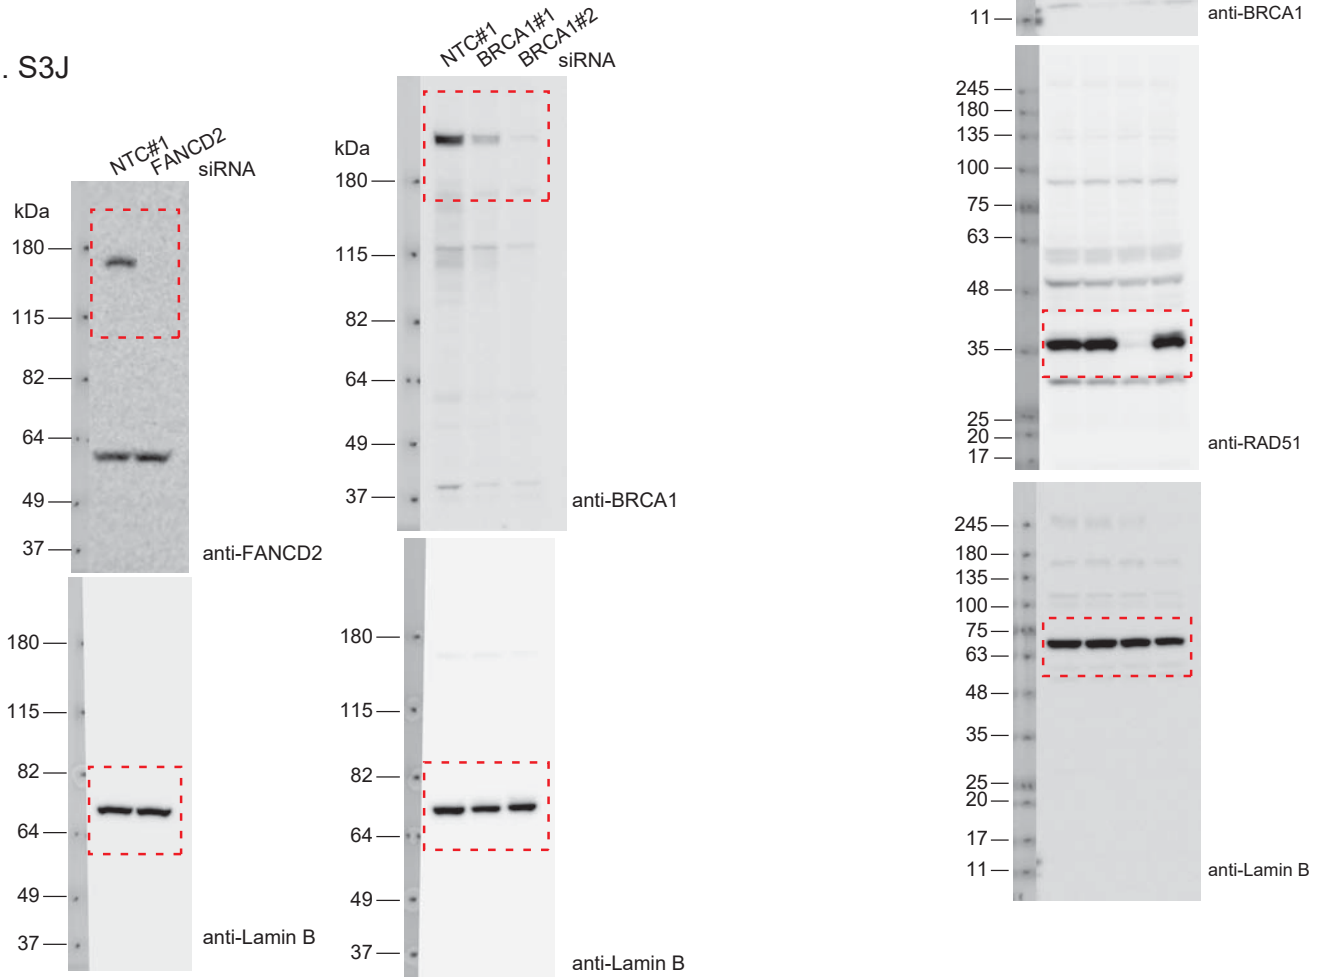 . S3J
NTC#1
FANCD2
siRNA
kDa
180
115
82
64
49
37
anti-FANCD2
180
115
82
64
49
37
anti-Lamin B
NTC#1
BRCA1#1
BRCA1#2
siRNA
kDa
180
115
82
64
49
37
anti-BRCA1
180
115
82
64
49
37
anti-Lamin B
11
anti-BRCA1
245
180
135
100
75
63
48
35
25
20
17
anti-RAD51
245
180
135
100
75
63
48
35
25
20
17
11
anti-Lamin B